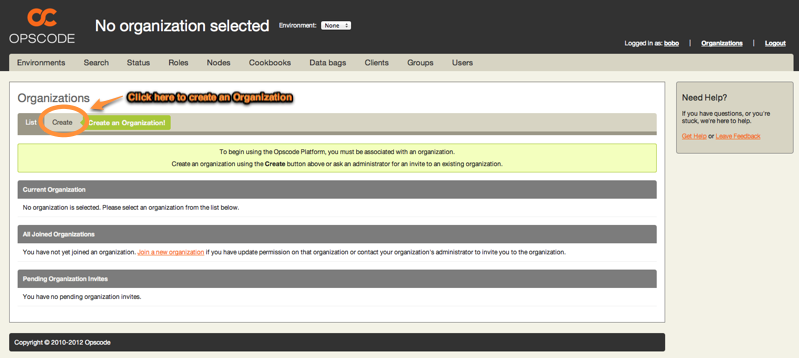 OPSCODE
No organization selected
Environment: None
Logged in as: bobo | Organizations | Logout
Environments Search Status Roles Nodes Cookbooks Data bags Clients Groups Users
Organizations
Click here to create an Organization
List Create Create an Organization!
To begin using the Opscode Platform, you must be associated with an organization.
Create an organization using the Create button above or ask an administrator for an invite to an existing organization.
Current Organization
No organization is selected. Please select an organization from the list below.
All Joined Organizations
You have not yet joined an organization. Join a new organization if you have update permission on that organization or contact your organization's administrator to invite you to the organization.
Pending Organization Invites
You have no pending organization invites.
Need Help?
If you have questions, or you're
stuck, we're here to help.
Get Help or Leave Feedback
Copyright © 2010-2012 Opscode